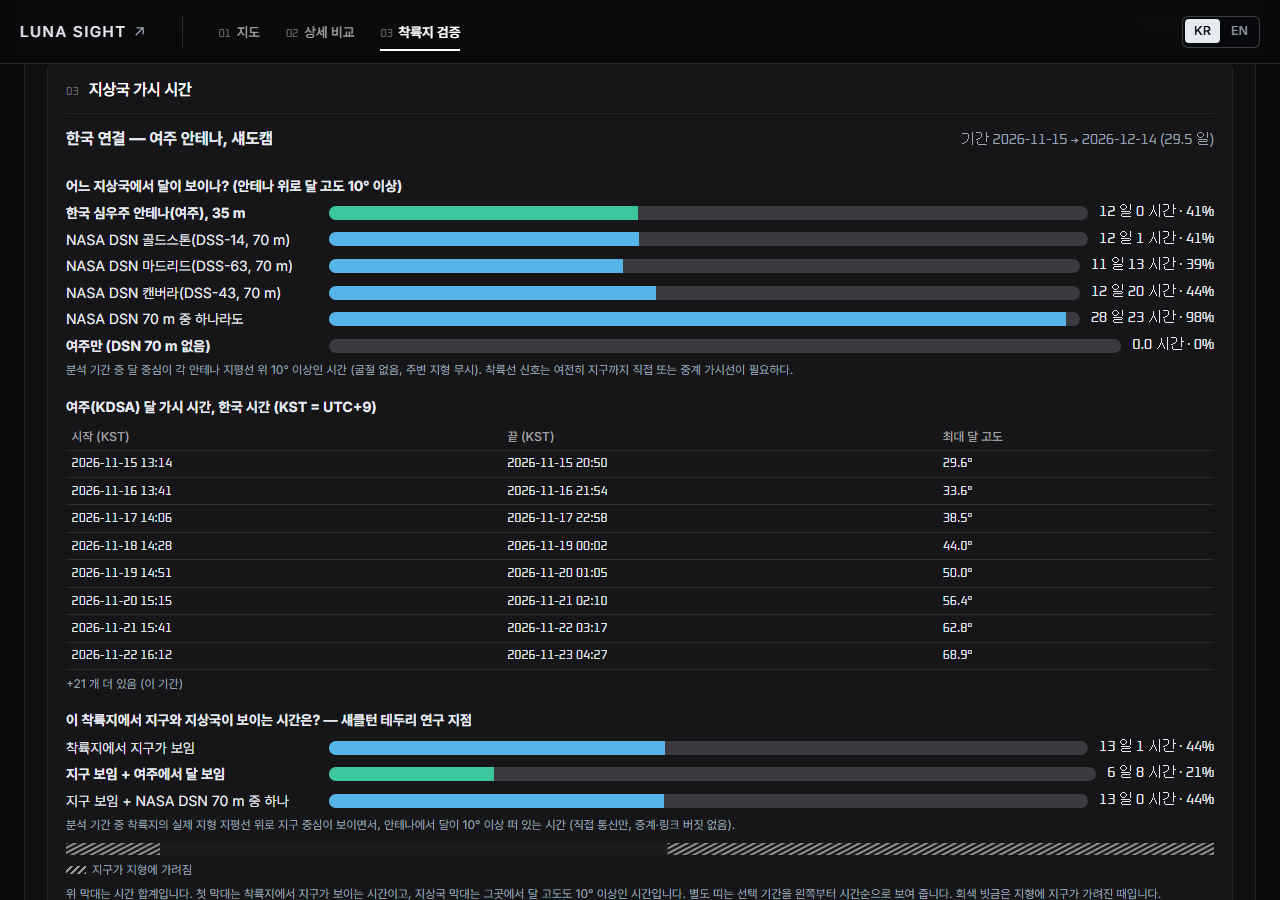 LUNA SIGHT ↗ 01 지도 02 상세 비교 03 착륙지 검증 KR EN
03 지상국 가시 시간
한국 연결 — 여주 안테나, 섀도캠 기간 2026-11-15 → 2026-12-14 (29.5 일)
어느 지상국에서 달이 보이나? (안테나 위로 달 고도 10° 이상)
한국 심우주 안테나(여주), 35 m 12 일 0 시간 · 41%
NASA DSN 골드스톤(DSS-14, 70 m) 12 일 1 시간 · 41%
NASA DSN 마드리드(DSS-63, 70 m) 11 일 13 시간 · 39%
NASA DSN 캔버라(DSS-43, 70 m) 12 일 20 시간 · 44%
NASA DSN 70 m 중 하나라도 28 일 23 시간 · 98%
여주만 (DSN 70 m 없음) 0.0 시간 · 0%
분석 기간 중 달 중심이 각 안테나 지평선 위 10° 이상인 시간 (굴절 없음, 주변 지형 무시). 착륙선 신호는 여전히 지구까지 직접 또는 중계 가시선이 필요하다.
여주(KDSA) 달 가시 시간, 한국 시간 (KST = UTC+9)
시작 (KST) 끝 (KST) 최대 달 고도
2026-11-15 13:14 2026-11-15 20:50 29.6°
2026-11-16 13:41 2026-11-16 21:54 33.6°
2026-11-17 14:06 2026-11-17 22:58 38.5°
2026-11-18 14:28 2026-11-19 00:02 44.0°
2026-11-19 14:51 2026-11-20 01:05 50.0°
2026-11-20 15:15 2026-11-21 02:10 56.4°
2026-11-21 15:41 2026-11-22 03:17 62.8°
2026-11-22 16:12 2026-11-23 04:27 68.9°
+21 개 더 있음 (이 기간)
이 착륙지에서 지구와 지상국이 보이는 시간은? — 섀클턴 테두리 연구 지점
착륙지에서 지구가 보임 13 일 1 시간 · 44%
지구 보임 + 여주에서 달 보임 6 일 8 시간 · 21%
지구 보임 + NASA DSN 70 m 중 하나 13 일 0 시간 · 44%
분석 기간 중 착륙지의 실제 지형 지평선 위로 지구 중심이 보이면서, 안테나에서 달이 10° 이상 떠 있는 시간 (직접 통신만, 중계·링크 버짓 없음).
지구가 지형에 가려짐
위 막대는 시간 합계입니다. 첫 막대는 착륙지에서 지구가 보이는 시간이고, 지상국 막대는 그곳에서 달 고도도 10° 이상인 시간입니다. 별도 띠는 선택 기간을 왼쪽부터 시간순으로 보여 줍니다. 회색 빗금은 지형에 지구가 가려진 때입니다.